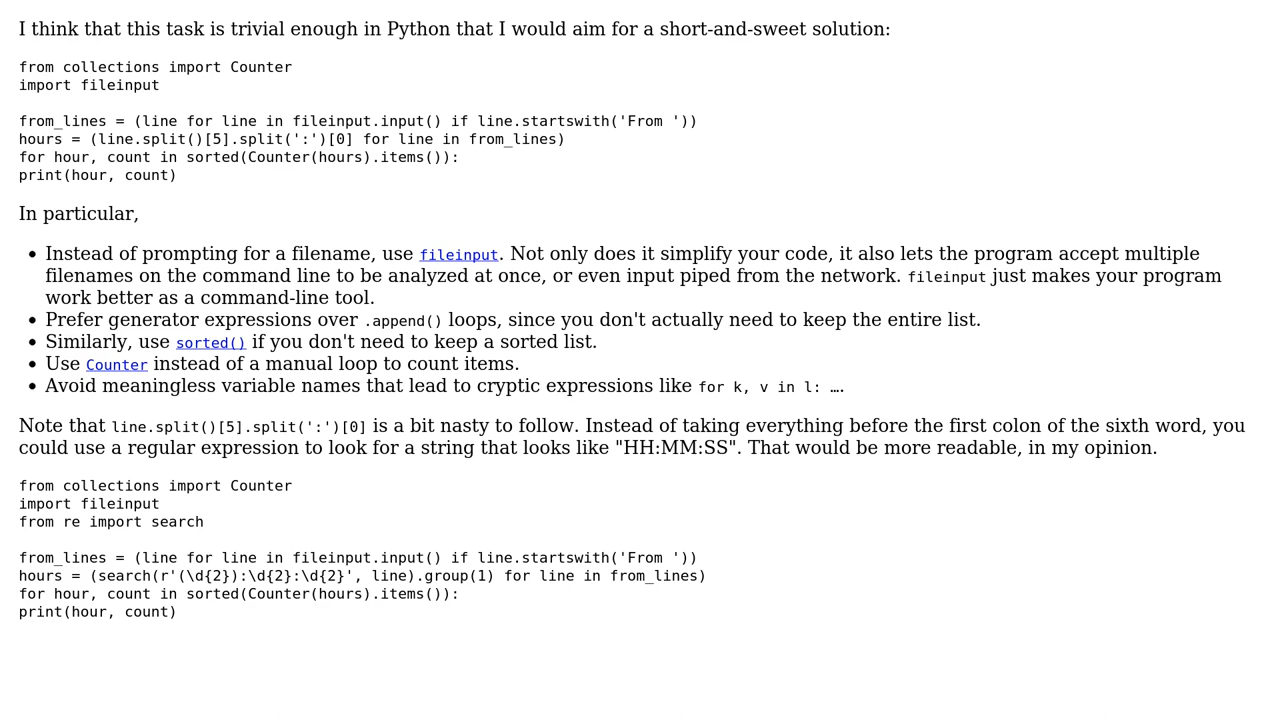 I think that this task is trivial enough in Python that I would aim for a short-and-sweet solution:
from collections import Counter
import fileinput
from_lines = (line for line in fileinput.input() if line.startswith('From '))
hours = (line.split()[5].split(':')[0] for line in from_lines)
for hour, count in sorted(Counter(hours).items()):
print(hour, count)
In particular,
• Instead of prompting for a filename, use fileinput. Not only does it simplify your code, it also lets the program accept multiple
filenames on the command line to be analyzed at once, or even input piped from the network. fileinput just makes your program
work better as a command-line tool.
• Prefer generator expressions over .append() loops, since you don't actually need to keep the entire list.
• Similarly, use sorted() if you don't need to keep a sorted list.
• Use Counter instead of a manual loop to count items.
• Avoid meaningless variable names that lead to cryptic expressions like for k, v in l: ….
Note that line.split()[5].split(':')[0] is a bit nasty to follow. Instead of taking everything before the first colon of the sixth word, you
could use a regular expression to look for a string that looks like "HH:MM:SS". That would be more readable, in my opinion.
from collections import Counter
import fileinput
from re import search
from_lines = (line for line in fileinput.input() if line.startswith('From '))
hours = (search(r'(\d{2}):\d{2}:\d{2}', line).group(1) for line in from_lines)
for hour, count in sorted(Counter(hours).items()):
print(hour, count)